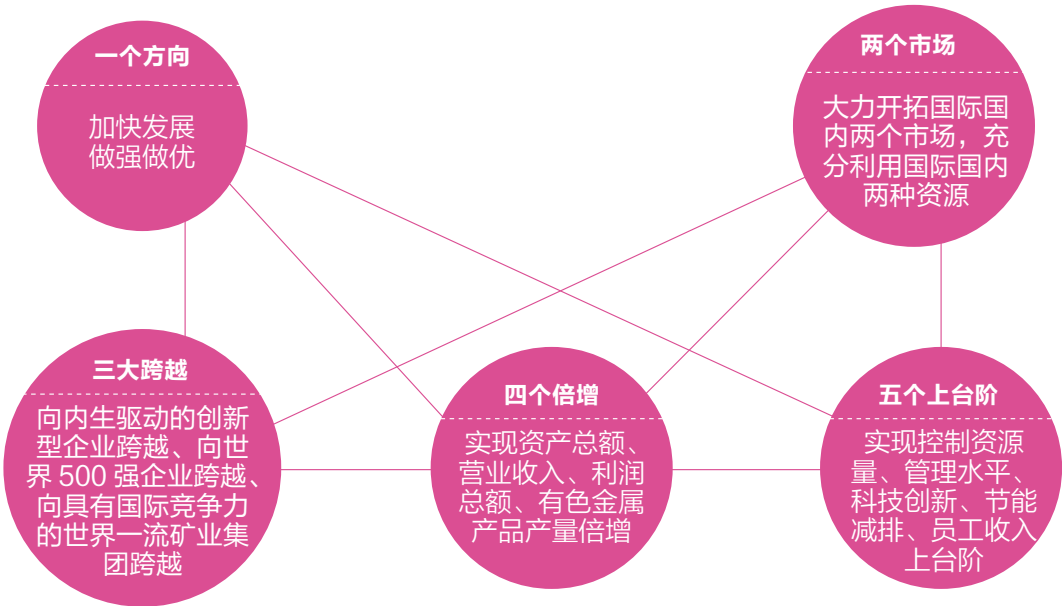 一个方向
加快发展
做强做优
两个市场
大力开拓国际国
内两个市场，充
分利用国际国内
两种资源
三大跨越
向内生驱动的创新
型企业跨越、向世
界 500 强企业跨越、
向具有国际竞争力
的世界一流矿业集
团跨越
四个倍增
实现资产总额、
营业收入、利润
总额、有色金属
产品产量倍增
五个上台阶
实现控制资源
量、管理水平、
科技创新、节能
减排、员工收入
上台阶